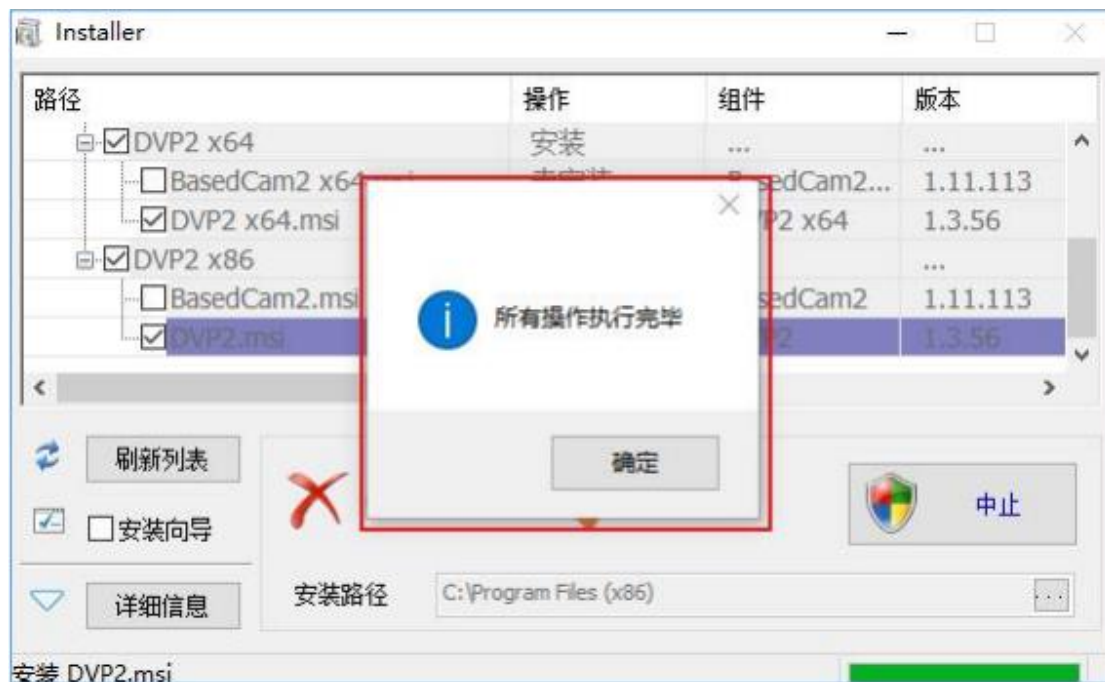 Installer
路径 操作 组件 版本
DVP2 x64 安装 ... ...
BasedCam2 x64 sedCam2... 1.11.113
DVP2 x64.msi P2 x64 1.3.56
DVP2 x86 ...
BasedCam2.msi sedCam2 1.11.113
DVP2.msi 1.3.56
所有操作执行完毕
确定
刷新列表
安装向导
中止
详细信息
安装路径 C:\Program Files (x86) ...
安装 DVP2.msi